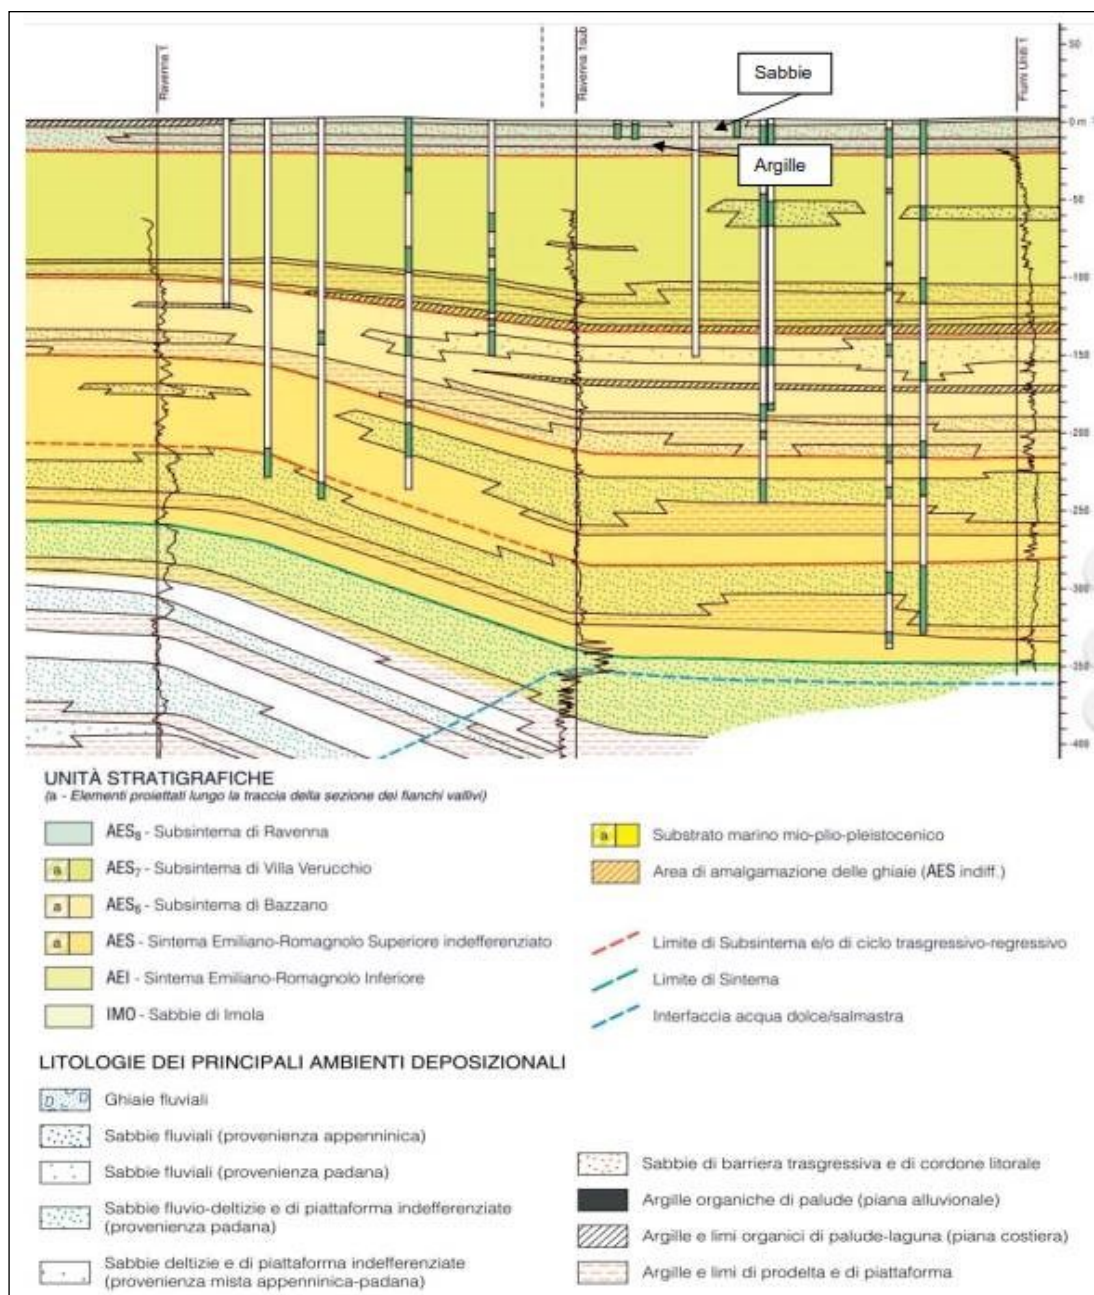 Ravenna 1
Ravenna 1sub
Fiumi Uniti 1
Sabbie
Argille
50
0 m
-50
-100
-150
-200
-250
-300
-350
-400
UNITÀ STRATIGRAFICHE
(a - Elementi proiettati lungo la traccia della sezione dei fianchi vallivi)
AES8 - Subsintema di Ravenna
a AES7 - Subsintema di Villa Verucchio
a AES6 - Subsintema di Bazzano
a AES - Sintema Emiliano-Romagnolo Superiore indefferenziato
AEI - Sintema Emiliano-Romagnolo Inferiore
IMO - Sabbie di Imola
a Substrato marino mio-plio-pleistocenico
Area di amalgamazione delle ghiaie (AES indiff.)
Limite di Subsintema e/o di ciclo trasgressivo-regressivo
Limite di Sintema
Interfaccia acqua dolce/salmastra
LITOLOGIE DEI PRINCIPALI AMBIENTI DEPOSIZIONALI
Ghiaie fluviali
Sabbie fluviali (provenienza appenninica)
Sabbie fluviali (provenienza padana)
Sabbie fluvio-deltizie e di piattaforma indefferenziate
(provenienza padana)
Sabbie deltizie e di piattaforma indefferenziate
(provenienza mista appenninica-padana)
Sabbie di barriera trasgressiva e di cordone litorale
Argille organiche di palude (piana alluvionale)
Argille e limi organici di palude-laguna (piana costiera)
Argille e limi di prodelta e di piattaforma